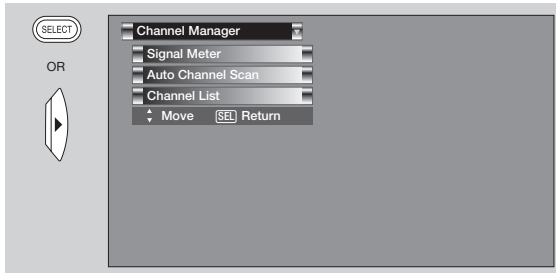 SELECT
OR
Channel Manager
Signal Meter
Auto Channel Scan
Channel List
Move SEL Return